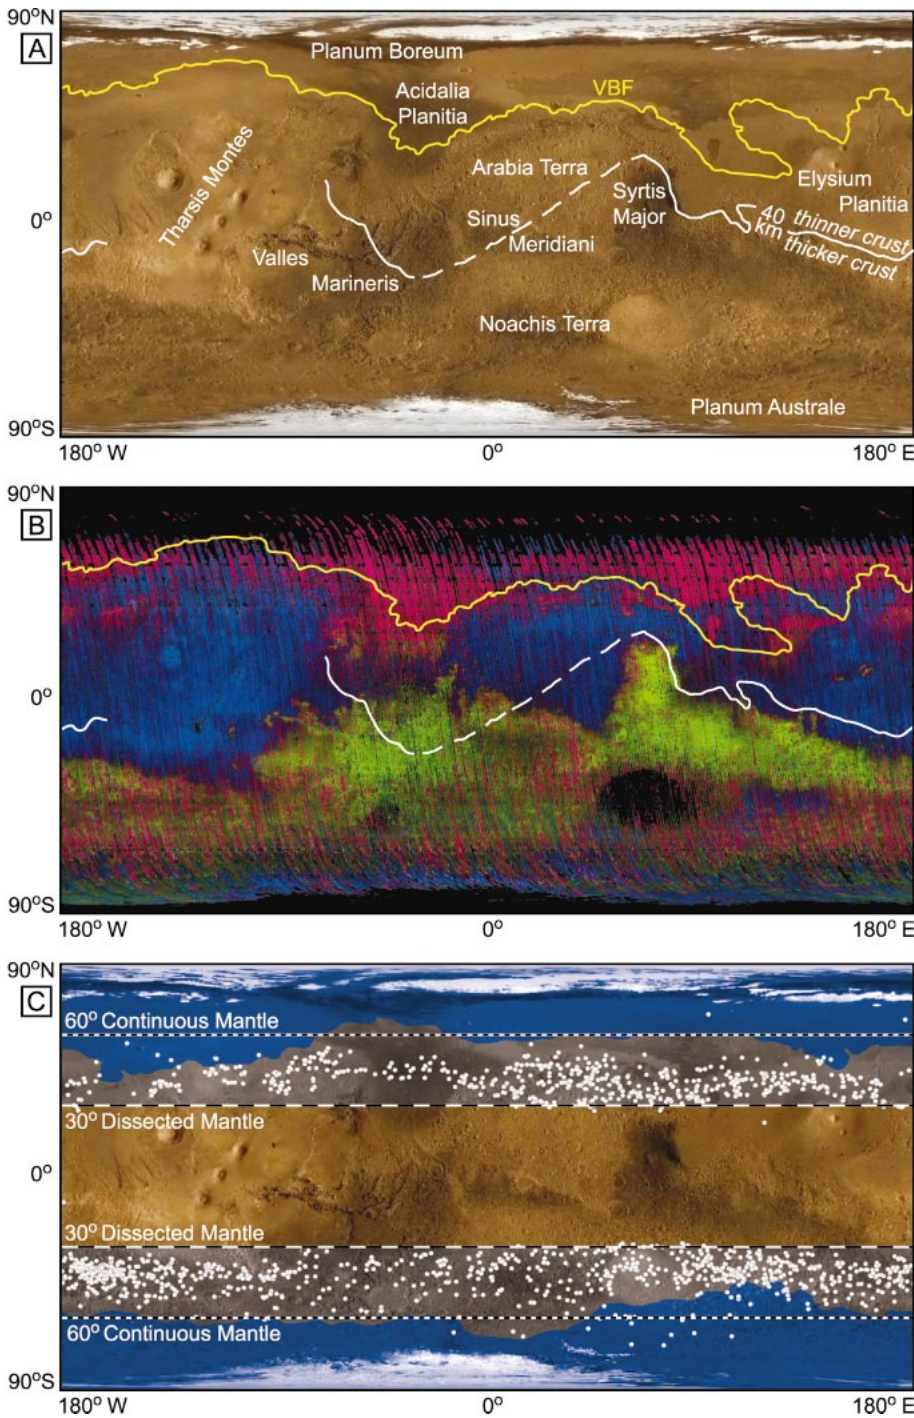 90°N
A
Planum Boreum
Acidalia
Planitia
VBF
Tharsis Montes
Arabia Terra
Elysium
Planitia
Syrtis
Major
0°
Sinus
Meridiani
40
km
thinner crust
thicker crust
Valles
Marineris
Noachis Terra
Planum Australe
90°S
180° W
0°
180° E
90°N
B
0°
90°S
180° W
0°
180° E
90°N
C
60° Continuous Mantle
30° Dissected Mantle
0°
30° Dissected Mantle
60° Continuous Mantle
90°S
180° W
0°
180° E